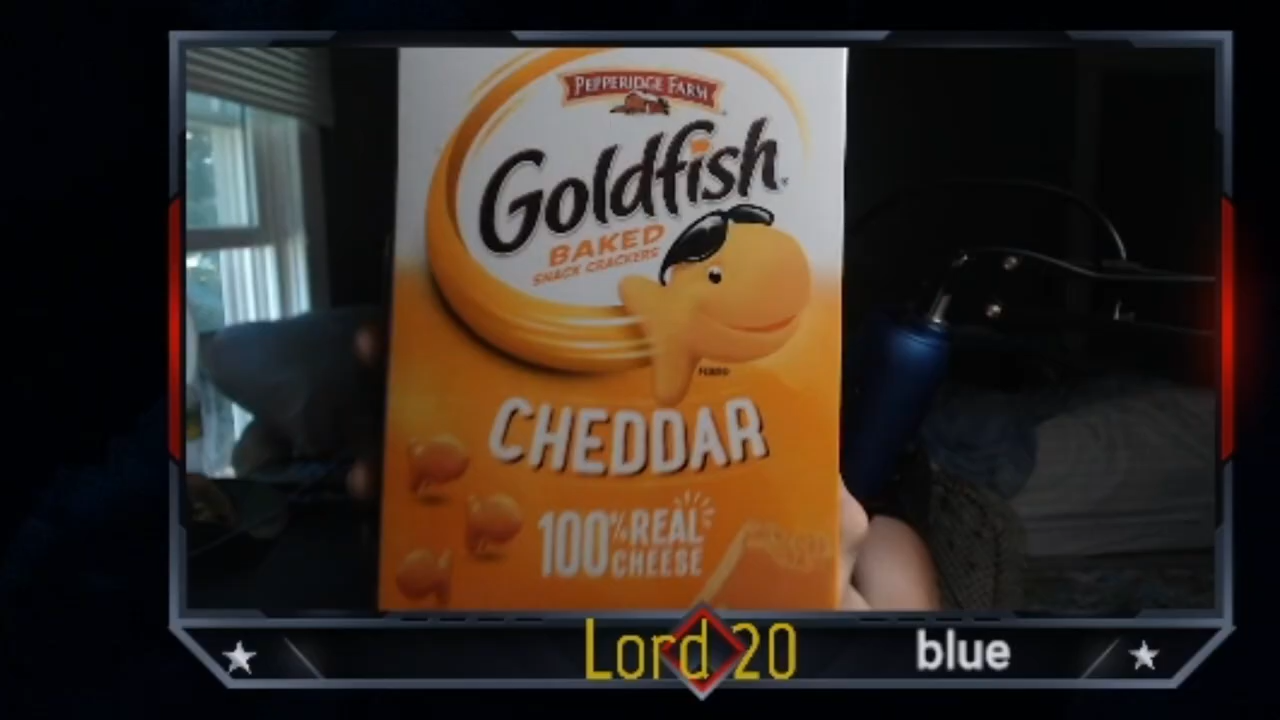 PEPPERIDGE FARM
Goldfish
BAKED
SNACK CRACKERS
CHEDDAR
100% REAL
CHEESE
Lord 20 blue